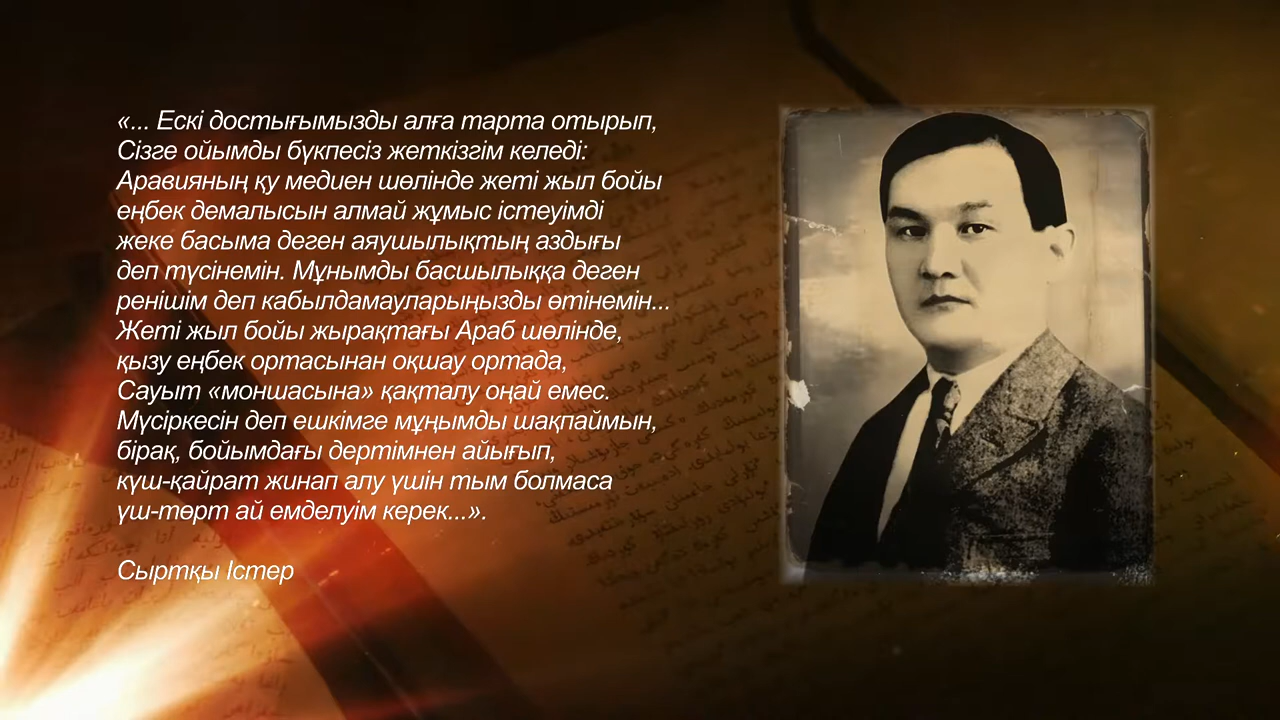 «... Ескі достығымызды алға тарта отырып,
Сізге ойымды бүкпесіз жеткізгім келеді:
Аравияның қу медиен шөлінде жеті жыл бойы
еңбек демалысын алмай жұмыс істеуімді
жеке басыма деген аяушылықтың аздығы
деп түсінемін. Мұнымды басшылыққа деген
ренішім деп кабылдамауларыңызды өтінемін...
Жеті жыл бойы жырақтағы Араб шөлінде,
қызу еңбек ортасынан оқшау ортада,
Сауыт «моншасына» қақталу оңай емес.
Мүсіркесін деп ешкімге мұңымды шақпаймын,
бірақ, бойымдағы дертімнен айығып,
күш-қайрат жинап алу үшін тым болмаса
үш-төрт ай емделуім керек...».
Сыртқы Істер